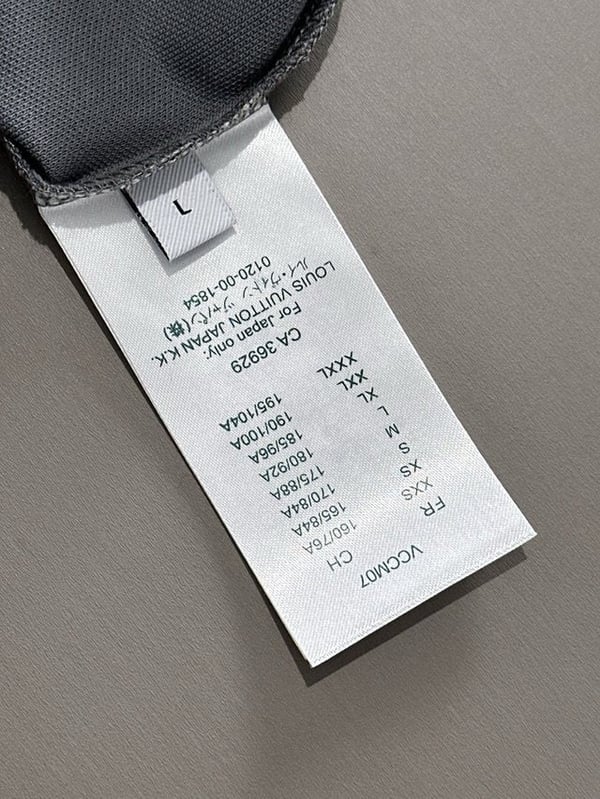 L
VCCM07
FR CH
XXS 160/76A
XS 165/84A
S 170/84A
M 175/88A
L 180/92A
XL 185/96A
XXL 190/100A
XXXL 195/104A
CA 36929
For Japan only:
LOUIS VUITTON JAPAN K.K.
ルイ・ヴィトン ジャパン(株)
0120-00-1854